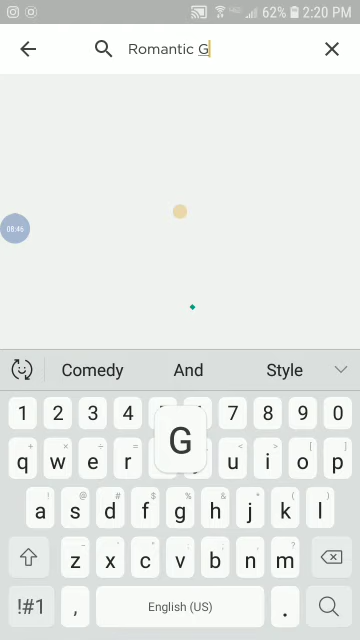 62% 2:20 PM
Romantic G
08:46
Comedy And Style
1 2 3 4 7 8 9 0
G
+ × ÷ = < > [ ]
q w e r u i o p
! @ # $ % & * ( )
a s d f g h j k l
- ' " : ; , ?
z x c v b n m
!#1 , English (US) .